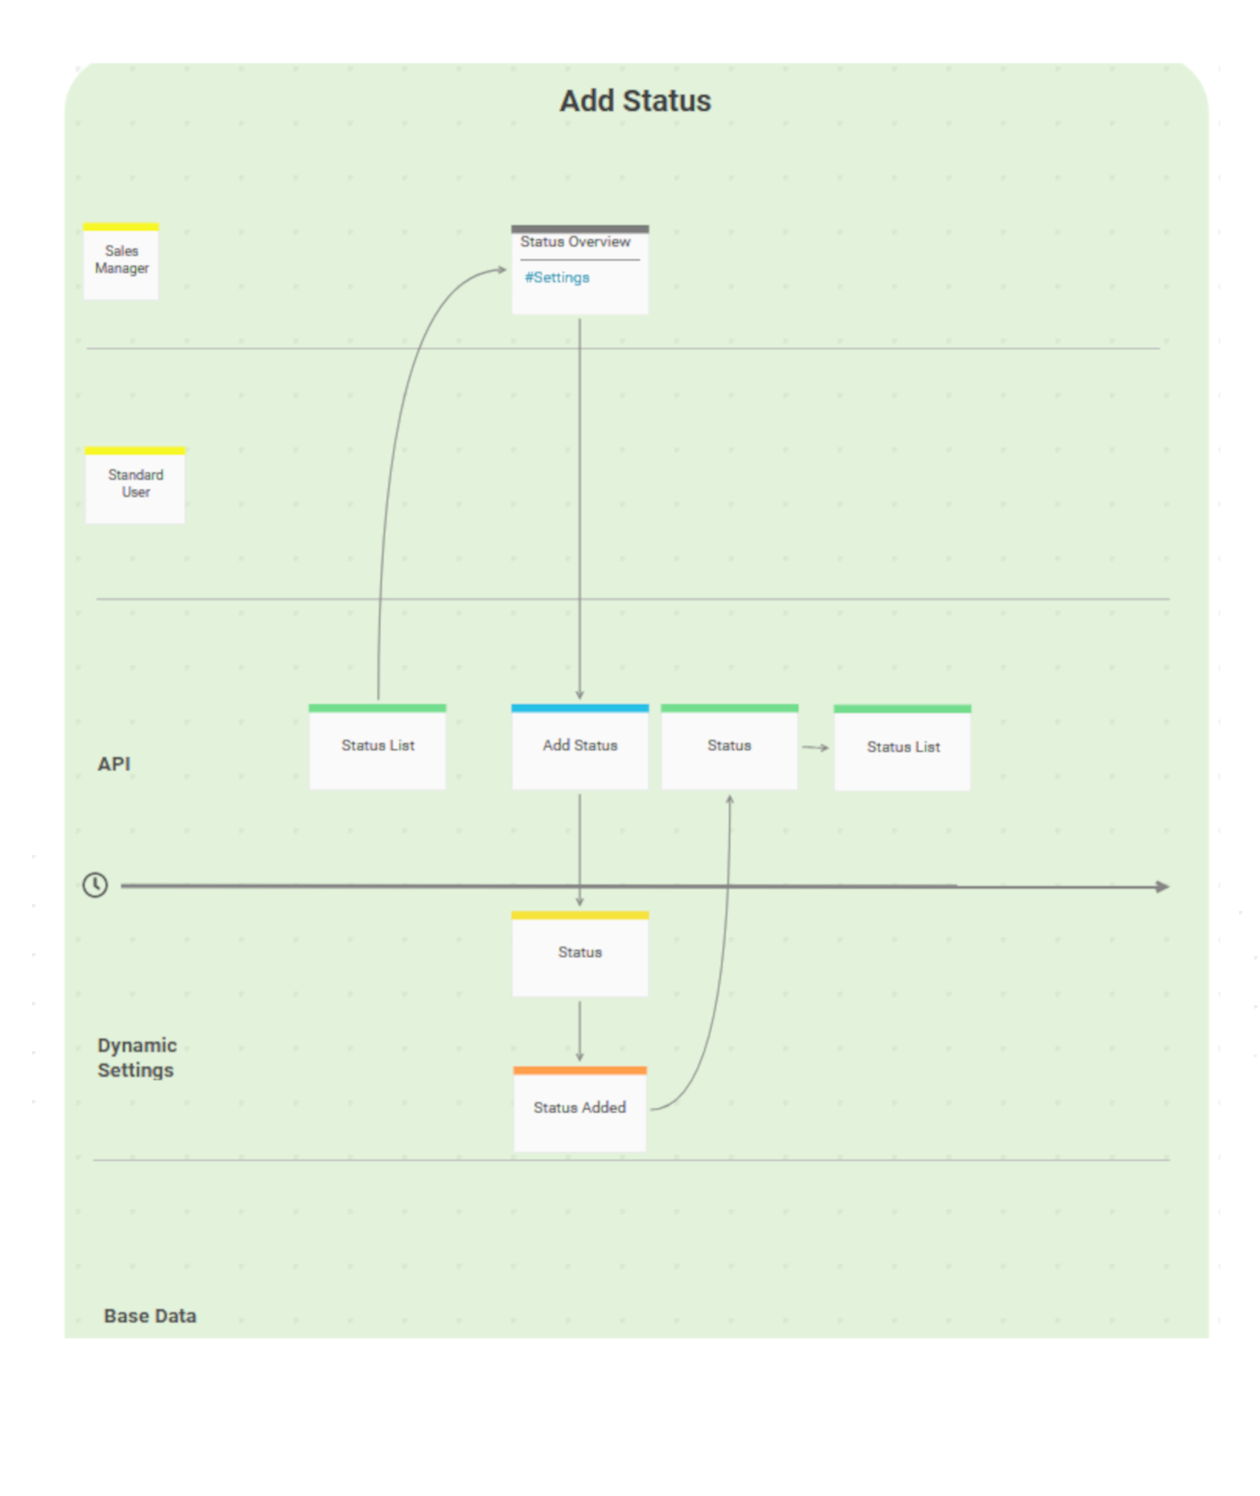 Add Status
Sales
Manager
Status Overview
#Settings
Standard
User
Status List
Add Status
Status
Status List
API
Status
Dynamic
Settings
Status Added
Base Data